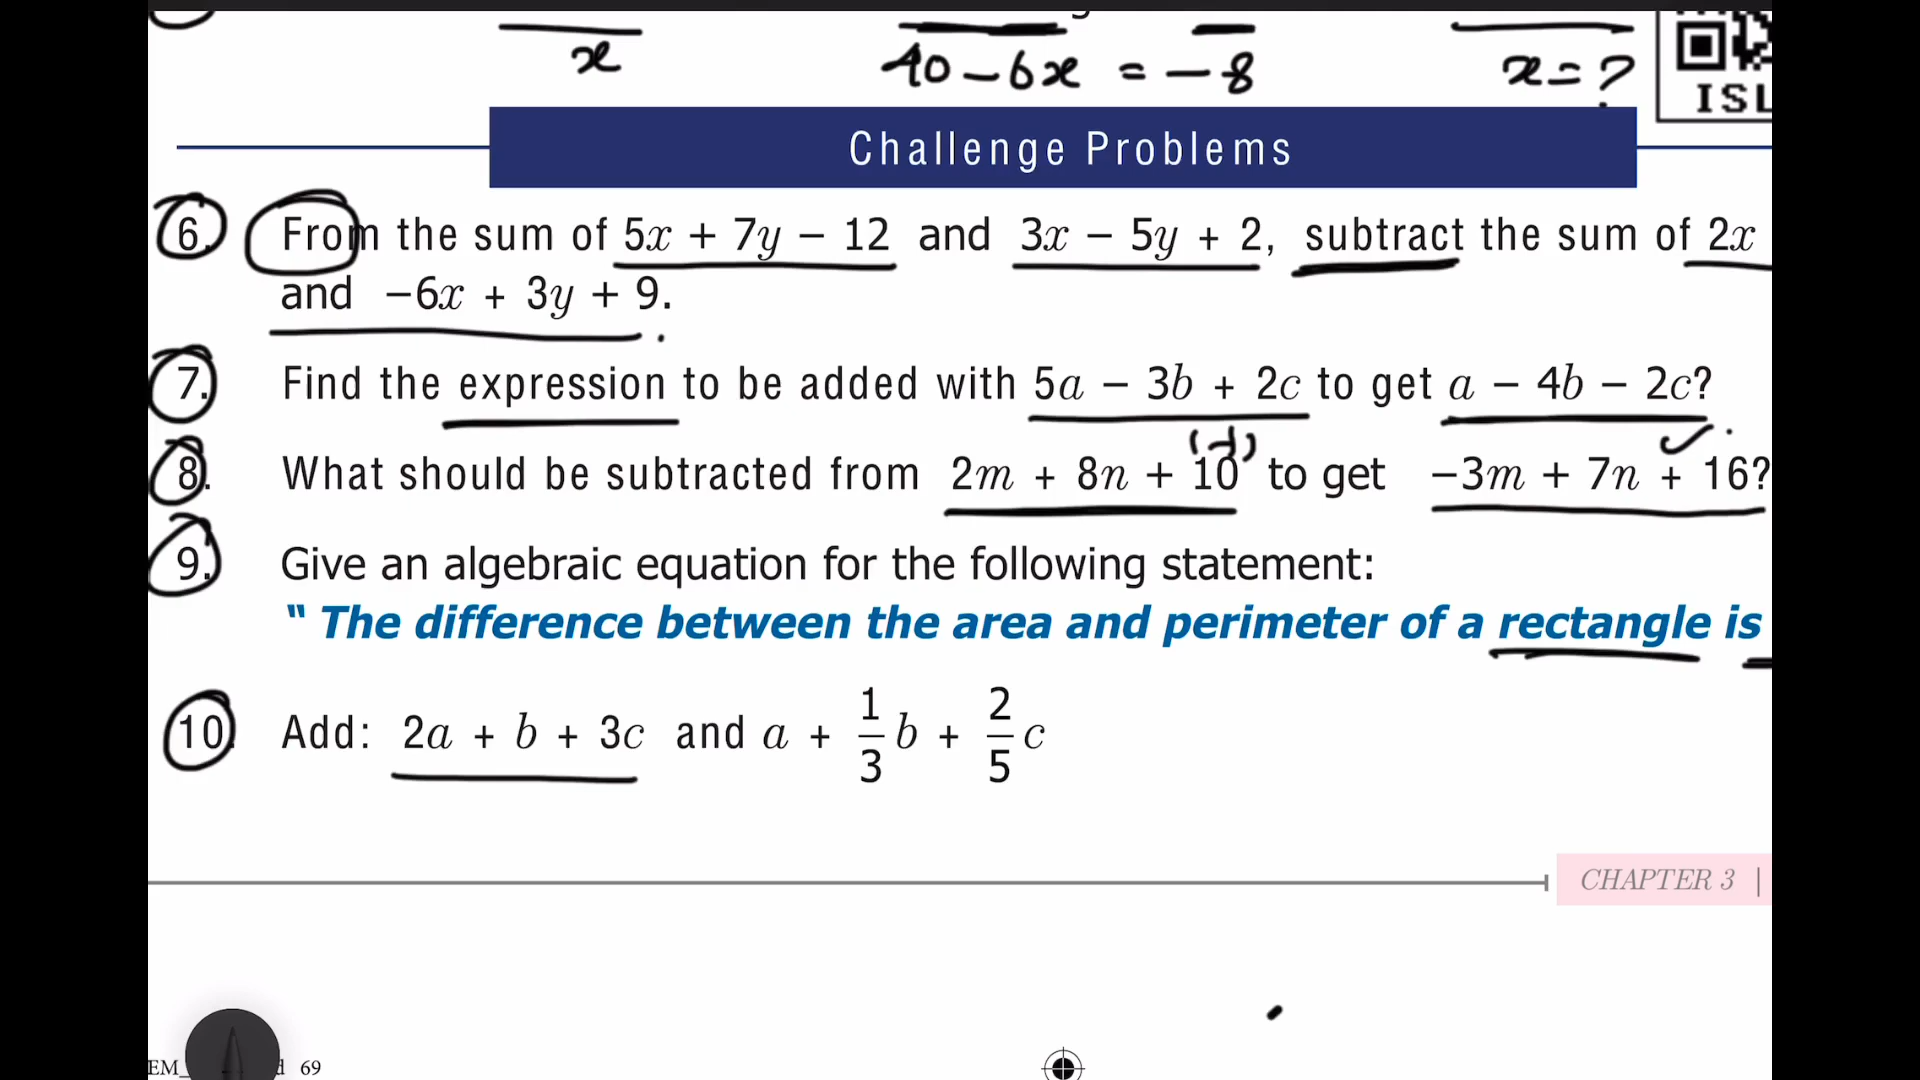 x 40 - 6x = - 8 x = ?
ISL
Challenge Problems
6. From the sum of 5x + 7y − 12 and 3x − 5y + 2, subtract the sum of 2x
and −6x + 3y + 9.
7. Find the expression to be added with 5a − 3b + 2c to get a − 4b − 2c?
8. What should be subtracted from 2m + 8n + 10 to get −3m + 7n + 16?
9. Give an algebraic equation for the following statement:
“ The difference between the area and perimeter of a rectangle is
10. Add: 2a + b + 3c and a + 1/3 b + 2/5 c
CHAPTER 3 |
EM_ d 69